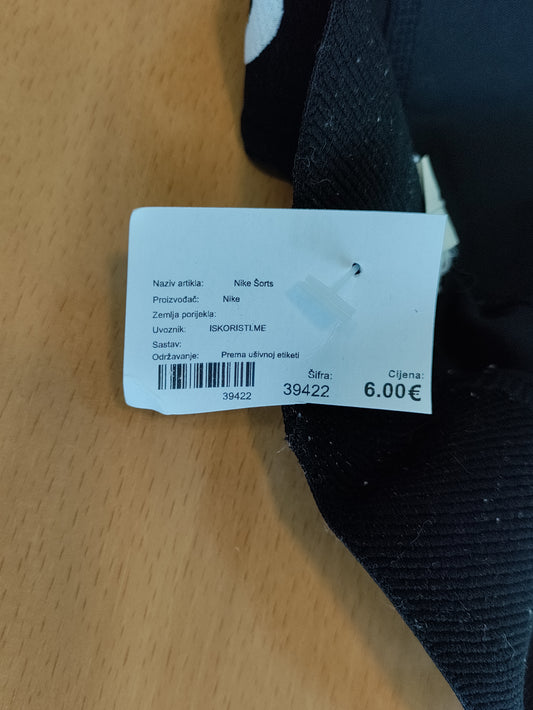 Naziv artikla: Nike Šorts
Proizvođač: Nike
Zemlja porijekla:
Uvoznik: ISKORISTI.ME
Sastav:
Održavanje: Prema ušivnoj etiketi
39422
Šifra:
39422
Cijena:
6.00€